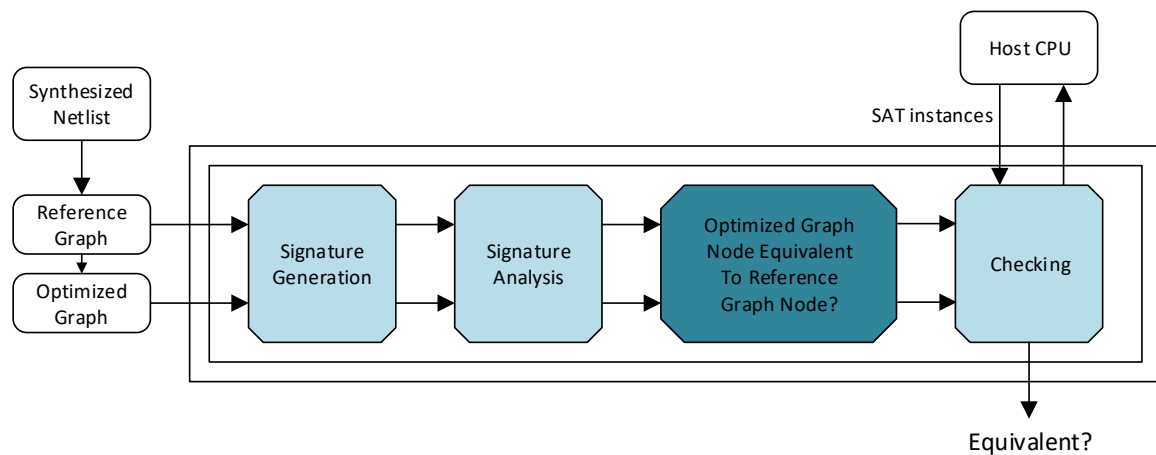 Host CPU
Synthesized
Netlist
SAT instances
Reference
Graph
Optimized
Graph
Signature
Generation
Signature
Analysis
Optimized Graph
Node Equivalent
To Reference
Graph Node?
Checking
Equivalent?